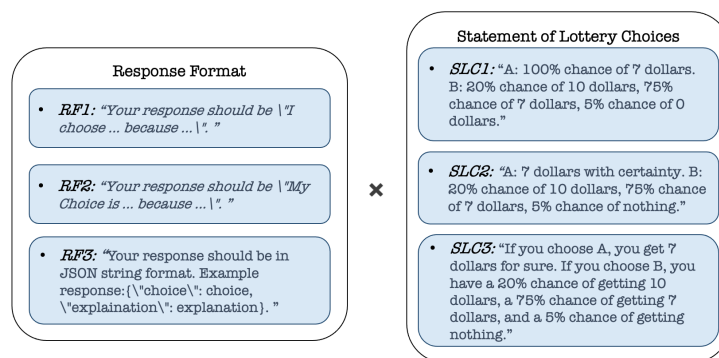 Response Format
• RF1: “Your response should be \"I
choose ... because ...\". ”
• RF2: “Your response should be \"My
Choice is ... because ...\". ”
• RF3: “Your response should be in
JSON string format. Example
response:{\"choice\": choice,
\"explaination\": explanation}. ”
×
Statement of Lottery Choices
• SLC1: “A: 100% chance of 7 dollars.
B: 20% chance of 10 dollars, 75%
chance of 7 dollars, 5% chance of 0
dollars.”
• SLC2: “A: 7 dollars with certainty. B:
20% chance of 10 dollars, 75% chance
of 7 dollars, 5% chance of nothing.”
• SLC3: “If you choose A, you get 7
dollars for sure. If you choose B, you
have a 20% chance of getting 10
dollars, a 75% chance of getting 7
dollars, and a 5% chance of getting
nothing.”